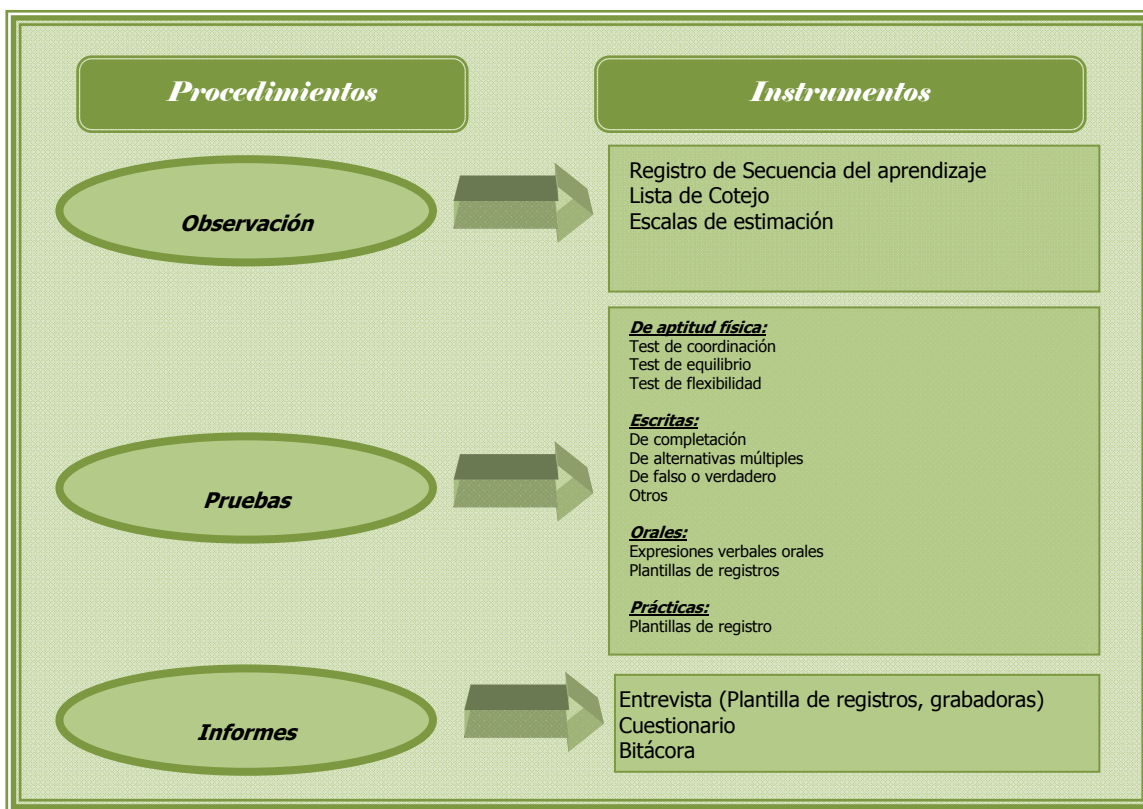 Procedimientos
Instrumentos
Observación
Registro de Secuencia del aprendizaje
Lista de Cotejo
Escalas de estimación
Pruebas
De aptitud física:
Test de coordinación
Test de equilibrio
Test de flexibilidad
Escritas:
De completación
De alternativas múltiples
De falso o verdadero
Otros
Orales:
Expresiones verbales orales
Plantillas de registros
Prácticas:
Plantillas de registro
Informes
Entrevista (Plantilla de registros, grabadoras)
Cuestionario
Bitácora